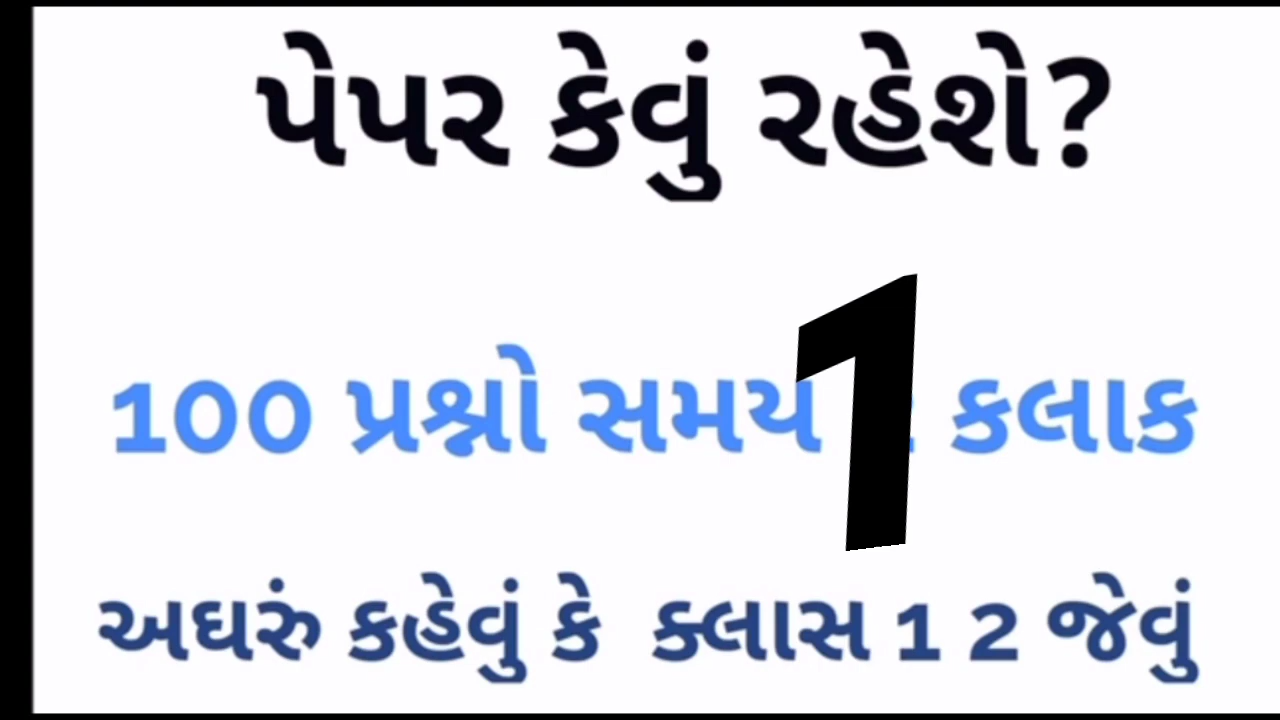 પેપર કેવું રહેશે?
100 પ્રશ્નો સમય 1 કલાક
અઘરું કહેવું કે ક્લાસ 1 2 જેવું